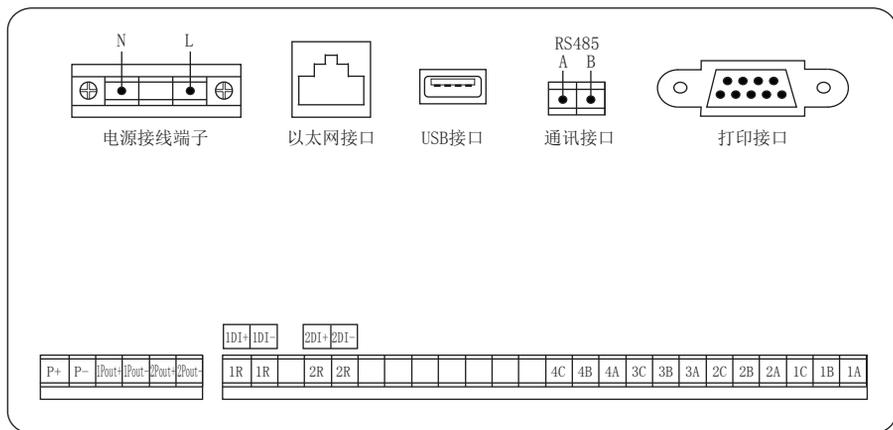 N L
RS485
A B
电源接线端子 以太网接口 USB接口 通讯接口 打印接口
1DI+ 1DI- 2DI+ 2DI-
P+ P- 1Pout+ 1Pout- 2Pout+ 2Pout- 1R 1R 2R 2R 4C 4B 4A 3C 3B 3A 2C 2B 2A 1C 1B 1A